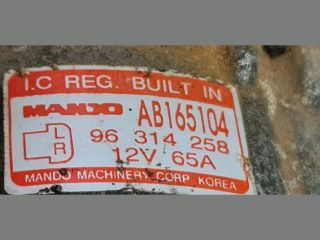 I.C REG. BUILT IN
MANDO AB165104
L
R
96 314 258
12V 65A
MANDO MACHINERY CORP KOREA